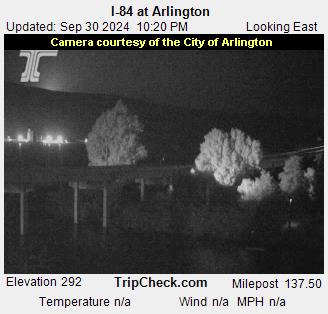 I-84 at Arlington
Updated: Sep 30 2024 10:20 PM Looking East
Camera courtesy of the City of Arlington
Elevation 292 TripCheck.com Milepost 137.50
Temperature n/a Wind n/a MPH n/a